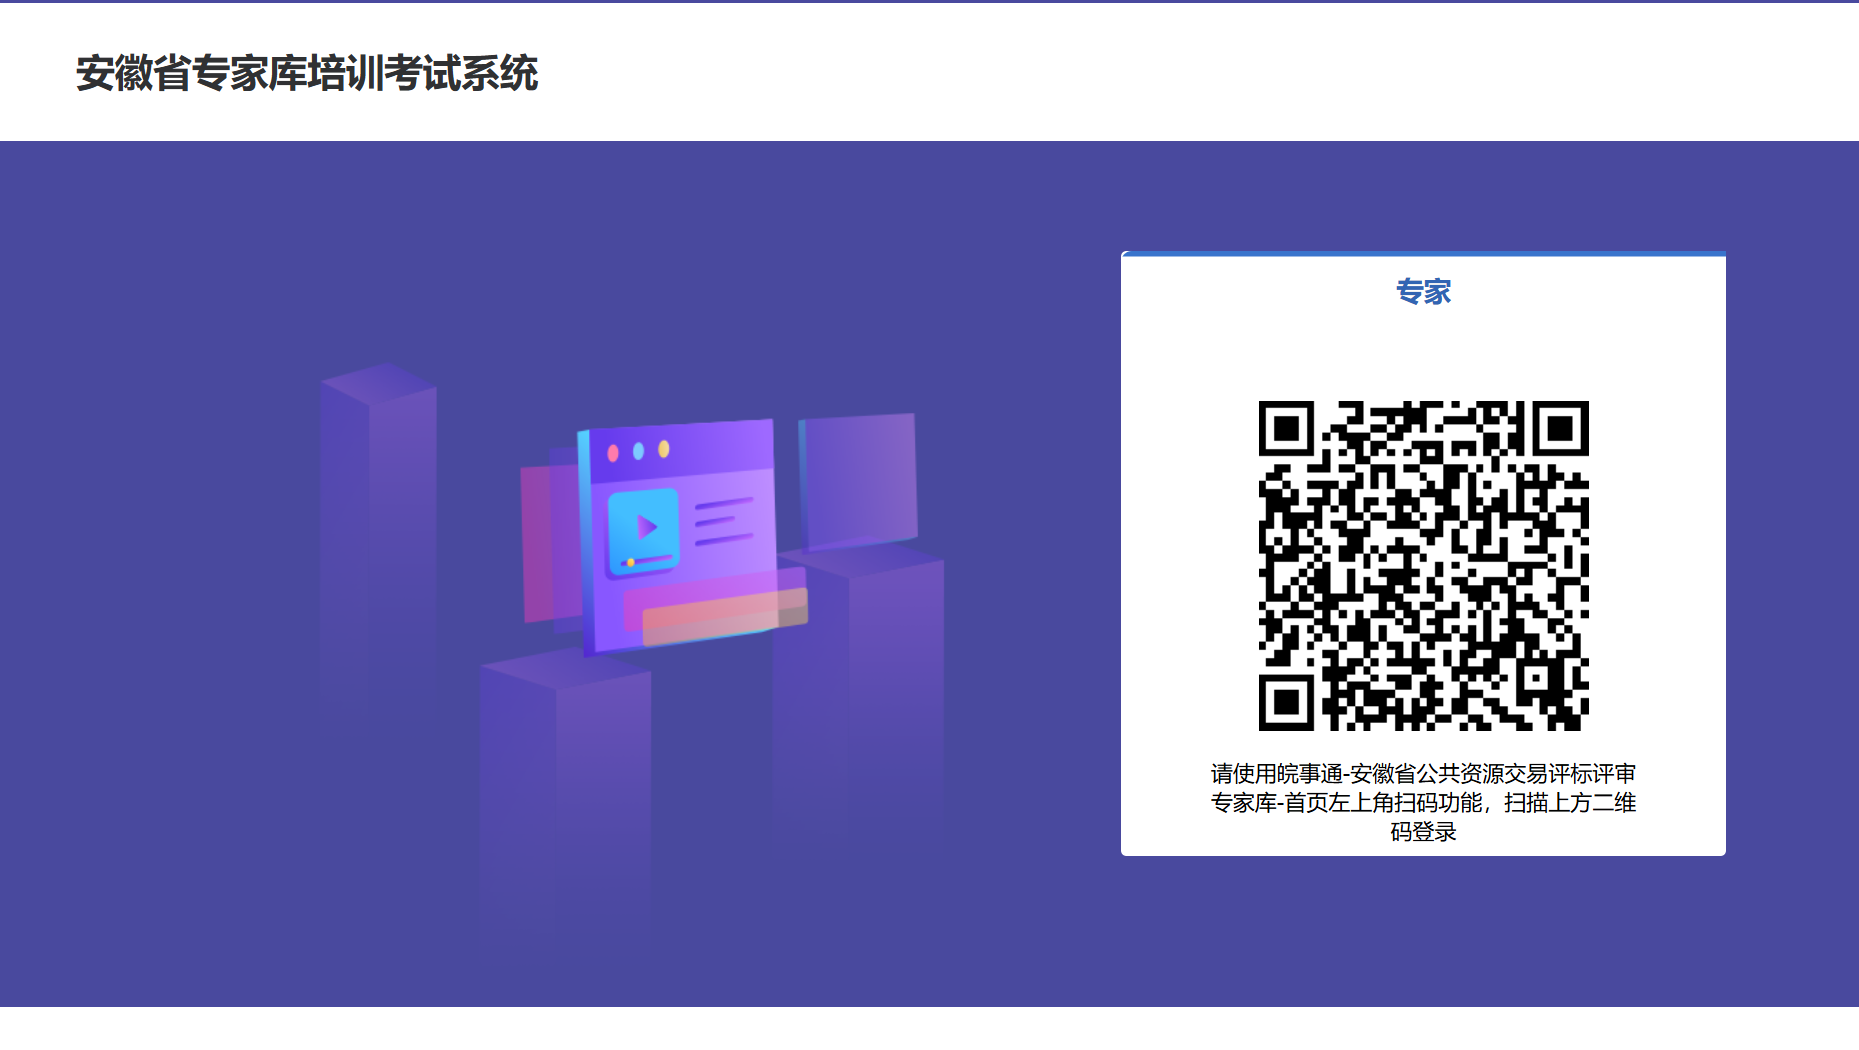 安徽省专家库培训考试系统
专家
请使用皖事通-安徽省公共资源交易评标评审
专家库-首页左上角扫码功能，扫描上方二维
码登录